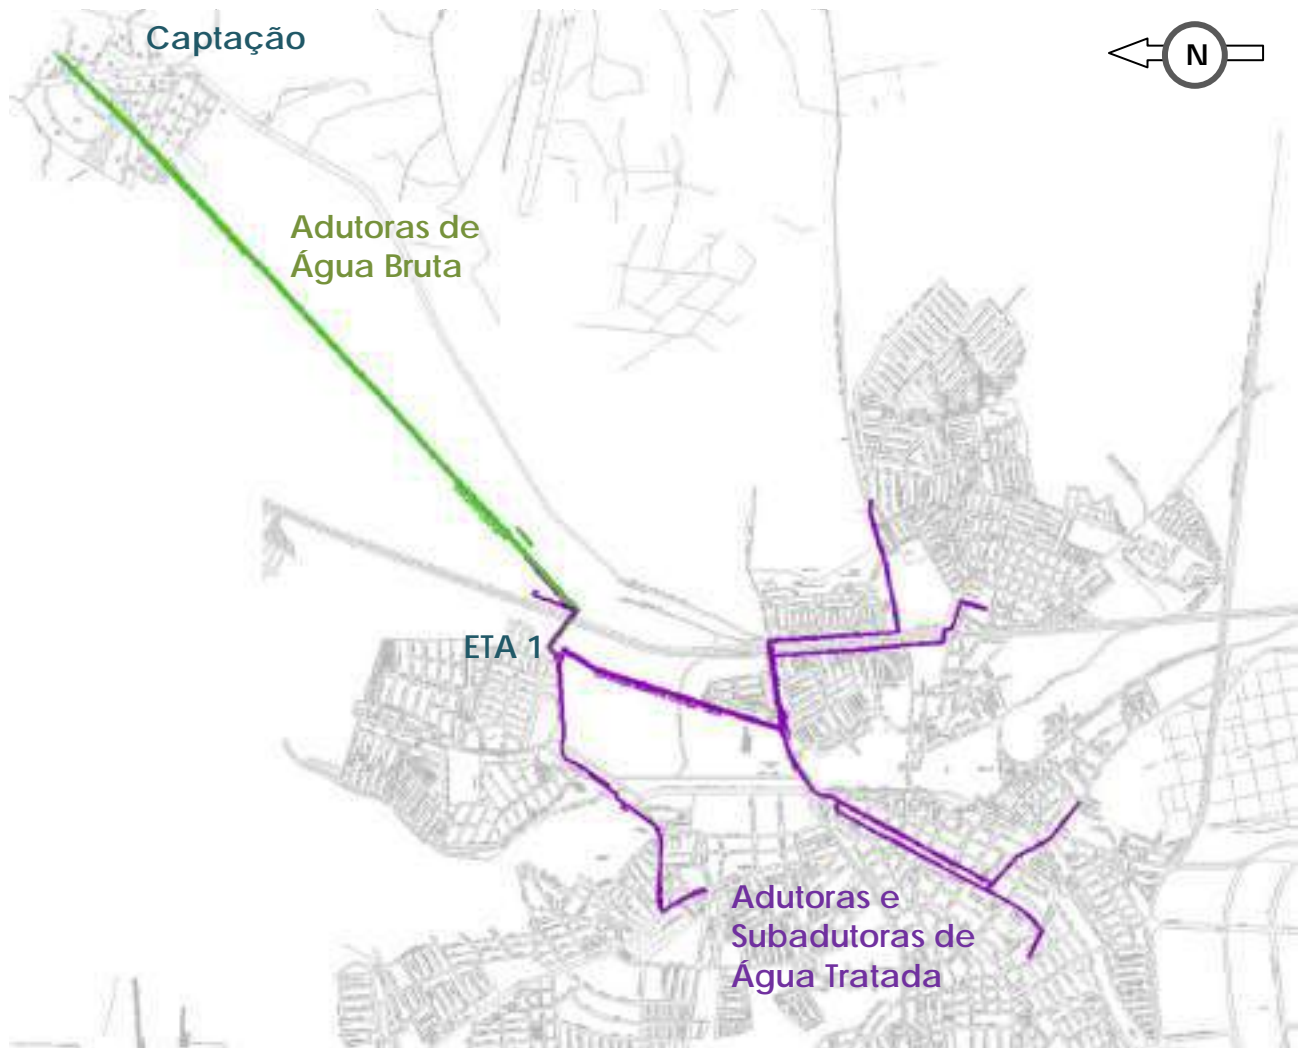 Captação
N
Adutoras de
Água Bruta
ETA 1
Adutoras e
Subadutoras de
Água Tratada